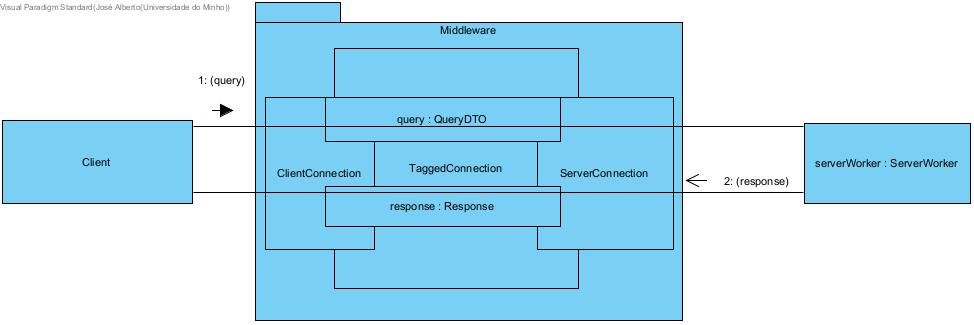 Visual Paradigm Standard(José Alberto(Universidade do Minho))
Middleware
1: (query)
query : QueryDTO
Client
ClientConnection
TaggedConnection
ServerConnection
serverWorker : ServerWorker
2: (response)
response : Response